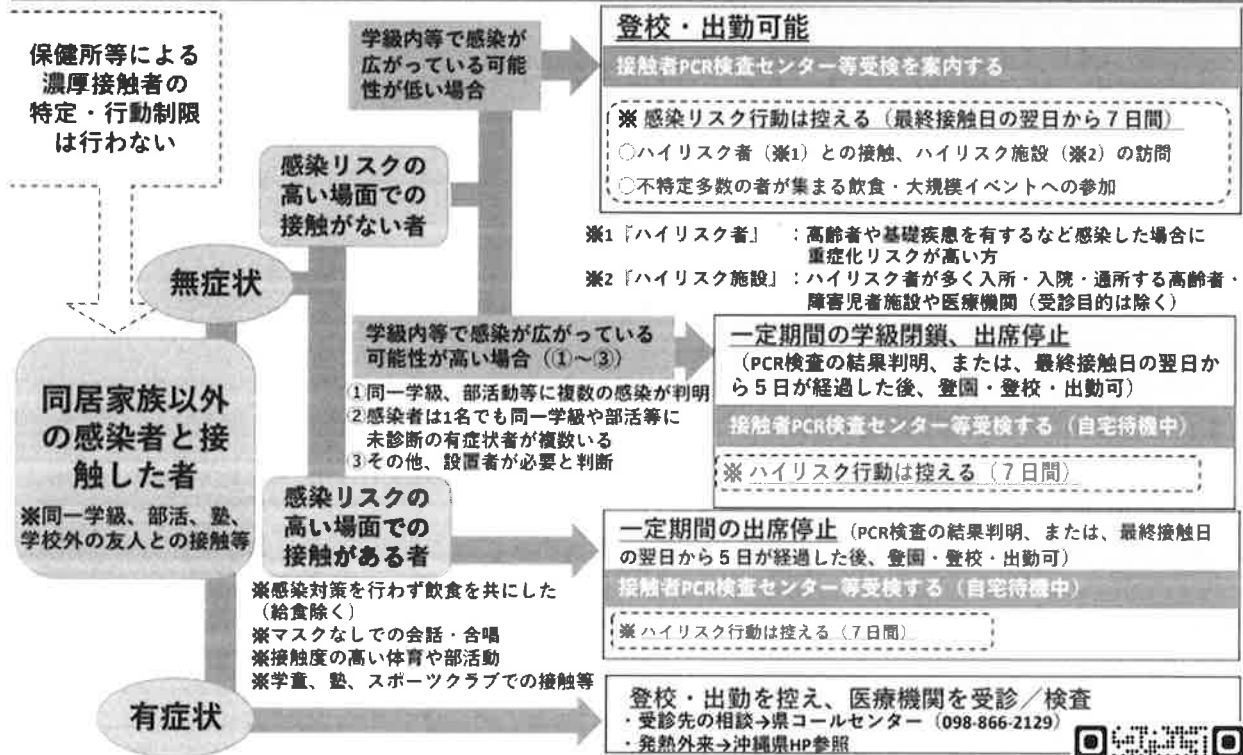 保健所等による
濃厚接触者の
特定・行動制限
は行わない
無症状
同居家族以外
の感染者と接
触した者
※同一学級、部活、塾、
学校外の友人との接触等
有症状
感染リスクの
高い場面での
接触がない者
学級内等で感染が
広がっている可能
性が低い場合
登校・出勤可能
接触者PCR検査センター等受検を案内する
※ 感染リスク行動は控える（最終接触日の翌日から７日間）
○ハイリスク者（※1）との接触、ハイリスク施設（※2）の訪問
○不特定多数の者が集まる飲食・大規模イベントへの参加
※1『ハイリスク者』 ：高齢者や基礎疾患を有するなど感染した場合に
重症化リスクが高い方
※2『ハイリスク施設』：ハイリスク者が多く入所・入院・通所する高齢者・
障害児者施設や医療機関（受診目的は除く）
学級内等で感染が広がっている
可能性が高い場合（①～③）
①同一学級、部活動等に複数の感染が判明
②感染者は1名でも同一学級や部活等に
未診断の有症状者が複数いる
③その他、設置者が必要と判断
一定期間の学級閉鎖、出席停止
（PCR検査の結果判明、または、最終接触日の翌日か
ら５日が経過した後、登園・登校・出勤可）
接触者PCR検査センター等受検する（自宅待機中）
※ ハイリスク行動は控える（７日間）
感染リスクの
高い場面での
接触がある者
※感染対策を行わず飲食を共にした
（給食除く）
※マスクなしでの会話・合唱
※接触度の高い体育や部活動
※学童、塾、スポーツクラブでの接触等
一定期間の出席停止（PCR検査の結果判明、または、最終接触日
の翌日から５日が経過した後、登園・登校・出勤可）
接触者PCR検査センター等受検する（自宅待機中）
※ ハイリスク行動は控える（７日間）
登校・出勤を控え、医療機関を受診／検査
・受診先の相談→県コールセンター（098-866-2129）
・発熱外来→沖縄県HP参照